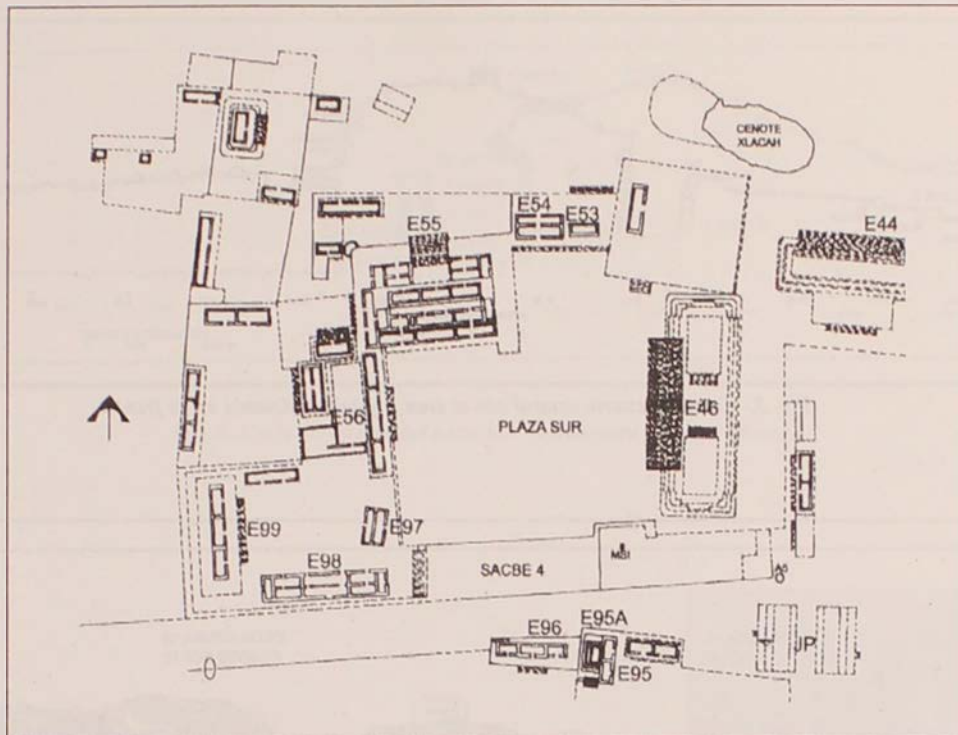 CENOTE
XLACAH
E54
E53
E55
E44
E46
PLAZA SUR
E56
E99
E97
E98
SACBE 4
E96
E95A
E95
JP